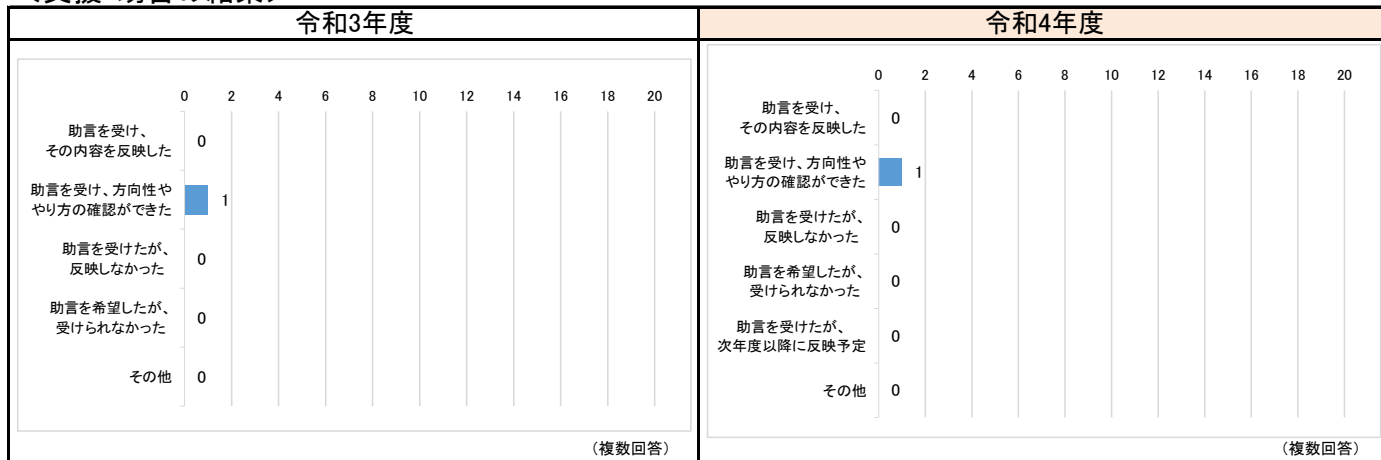 令和3年度
0 2 4 6 8 10 12 14 16 18 20
助言を受け、
その内容を反映した
0
助言を受け、方向性や
やり方の確認ができた
1
助言を受けたが、
反映しなかった
0
助言を希望したが、
受けられなかった
0
その他 0
（複数回答）
令和4年度
0 2 4 6 8 10 12 14 16 18 20
助言を受け、
その内容を反映した
0
助言を受け、方向性や
やり方の確認ができた
1
助言を受けたが、
反映しなかった
0
助言を希望したが、
受けられなかった
0
助言を受けたが、
次年度以降に反映予定
0
その他 0
（複数回答）